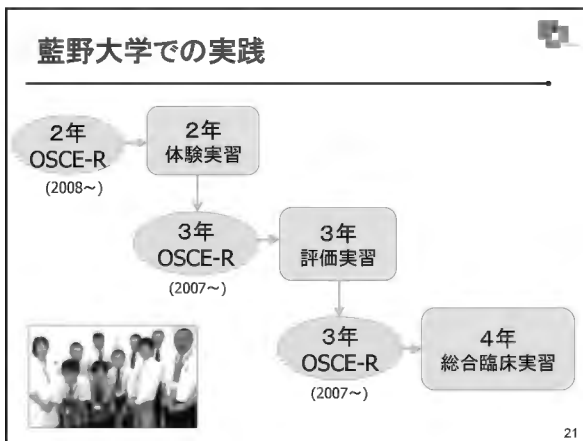 藍野大学での実践
2年
OSCE-R
(2008～)
2年
体験実習
3年
OSCE-R
(2007～)
3年
評価実習
3年
OSCE-R
(2007～)
4年
総合臨床実習
21